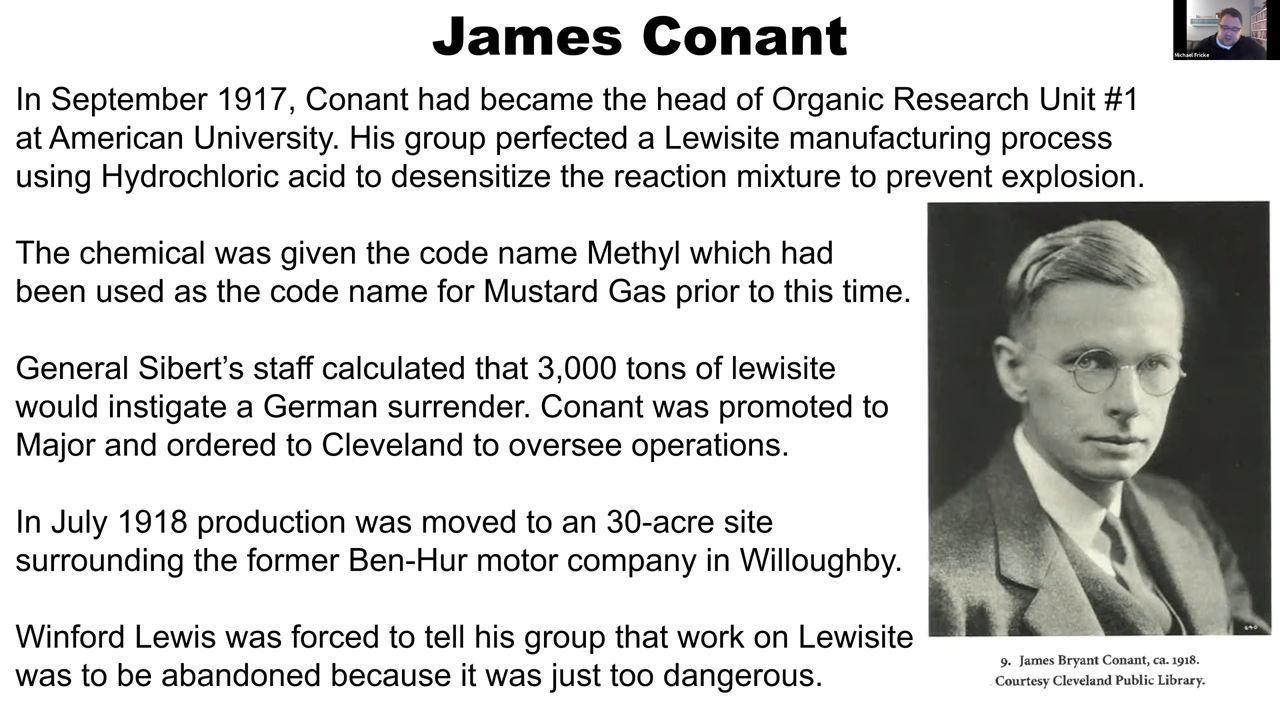 James Conant
Michael Fricke
In September 1917, Conant had became the head of Organic Research Unit #1
at American University. His group perfected a Lewisite manufacturing process
using Hydrochloric acid to desensitize the reaction mixture to prevent explosion.
The chemical was given the code name Methyl which had
been used as the code name for Mustard Gas prior to this time.
General Sibert’s staff calculated that 3,000 tons of lewisite
would instigate a German surrender. Conant was promoted to
Major and ordered to Cleveland to oversee operations.
In July 1918 production was moved to an 30-acre site
surrounding the former Ben-Hur motor company in Willoughby.
Winford Lewis was forced to tell his group that work on Lewisite
was to be abandoned because it was just too dangerous.
9. James Bryant Conant, ca. 1918.
Courtesy Cleveland Public Library.